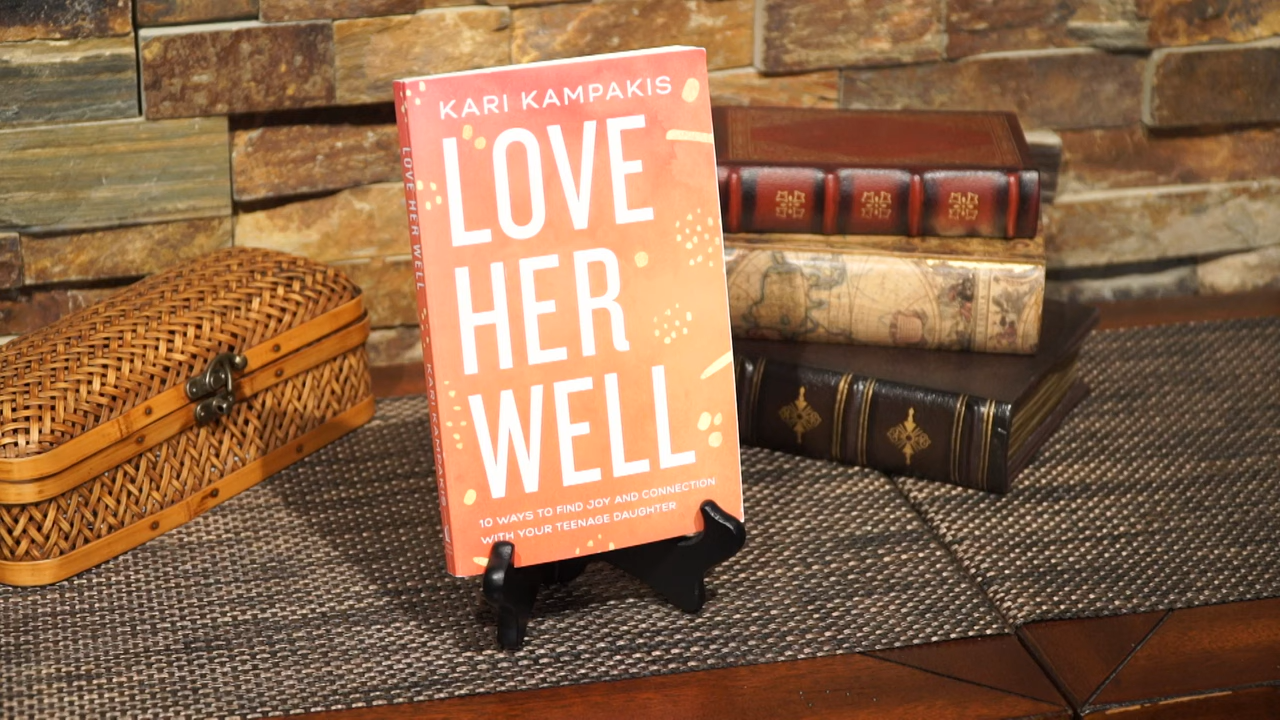 KARI KAMPAKIS
LOVE
HER
WELL
10 WAYS TO FIND JOY AND CONNECTION
WITH YOUR TEENAGE DAUGHTER
LOVE HER WELL
KARI KAMPAKIS